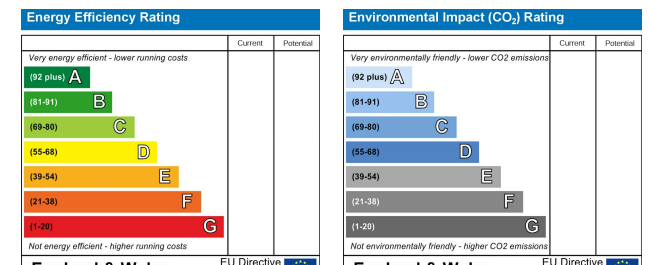 Energy Efficiency Rating
Current Potential
Very energy efficient - lower running costs
(92 plus) A
(81-91) B
(69-80) C
(55-68) D
(39-54) E
(21-38) F
(1-20) G
Not energy efficient - higher running costs
EU Directive
Environmental Impact (CO₂) Rating
Current Potential
Very environmentally friendly - lower CO2 emissions
(92 plus) A
(81-91) B
(69-80) C
(55-68) D
(39-54) E
(21-38) F
(1-20) G
Not environmentally friendly - higher CO2 emissions
EU Directive